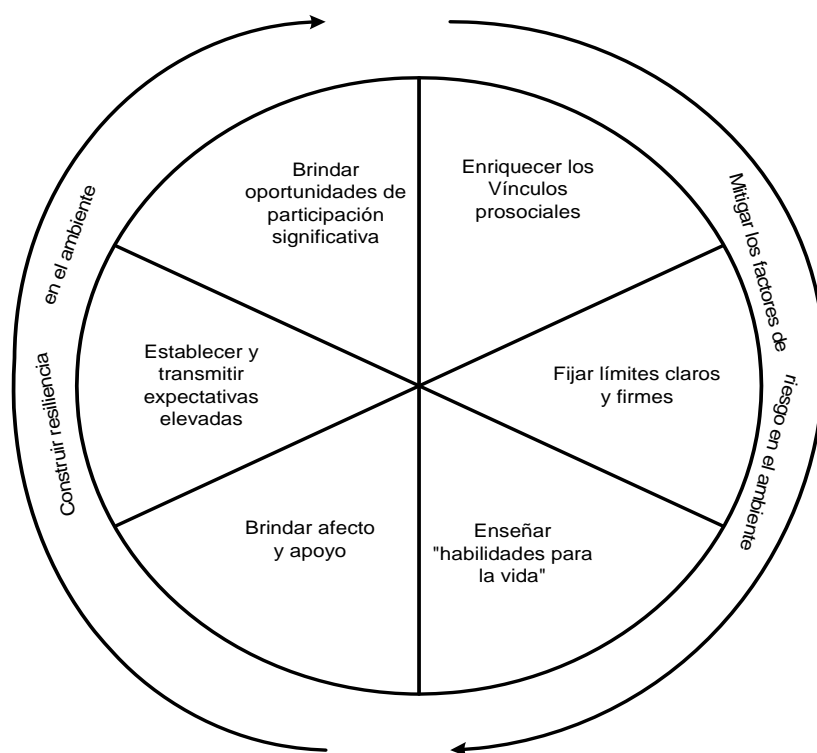 Brindar
oportunidades de
participación
significativa
Enriquecer los
Vínculos
prosociales
Mitigar los factores de
riesgo en el ambiente
Fijar límites claros
y firmes
Enseñar
"habilidades para
la vida"
Brindar afecto
y apoyo
Establecer y
transmitir
expectativas
elevadas
Construir resiliencia
en el ambiente